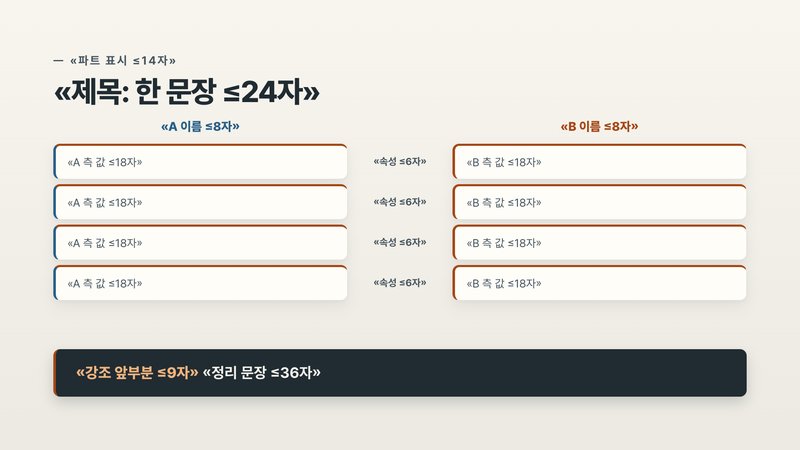 — «파트 표시 ≤14자»
«제목: 한 문장 ≤24자»
«A 이름 ≤8자» «B 이름 ≤8자»
«A 측 값 ≤18자» «속성 ≤6자» «B 측 값 ≤18자»
«A 측 값 ≤18자» «속성 ≤6자» «B 측 값 ≤18자»
«A 측 값 ≤18자» «속성 ≤6자» «B 측 값 ≤18자»
«A 측 값 ≤18자» «속성 ≤6자» «B 측 값 ≤18자»
«강조 앞부분 ≤9자» «정리 문장 ≤36자»